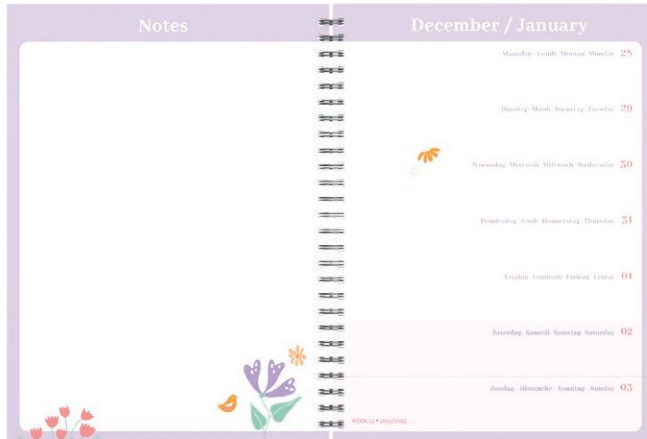 Notes
December / January
Maandag Lundi Montag Monday 28
Dinsdag Mardi Dienstag Tuesday 29
Woensdag Mercredi Mittwoch Wednesday 30
Donderdag Jeudi Donnerstag Thursday 31
Vrijdag Vendredi Freitag Friday 01
Zaterdag Samedi Samstag Saturday 02
Zondag Dimanche Sonntag Sunday 03
WEEK